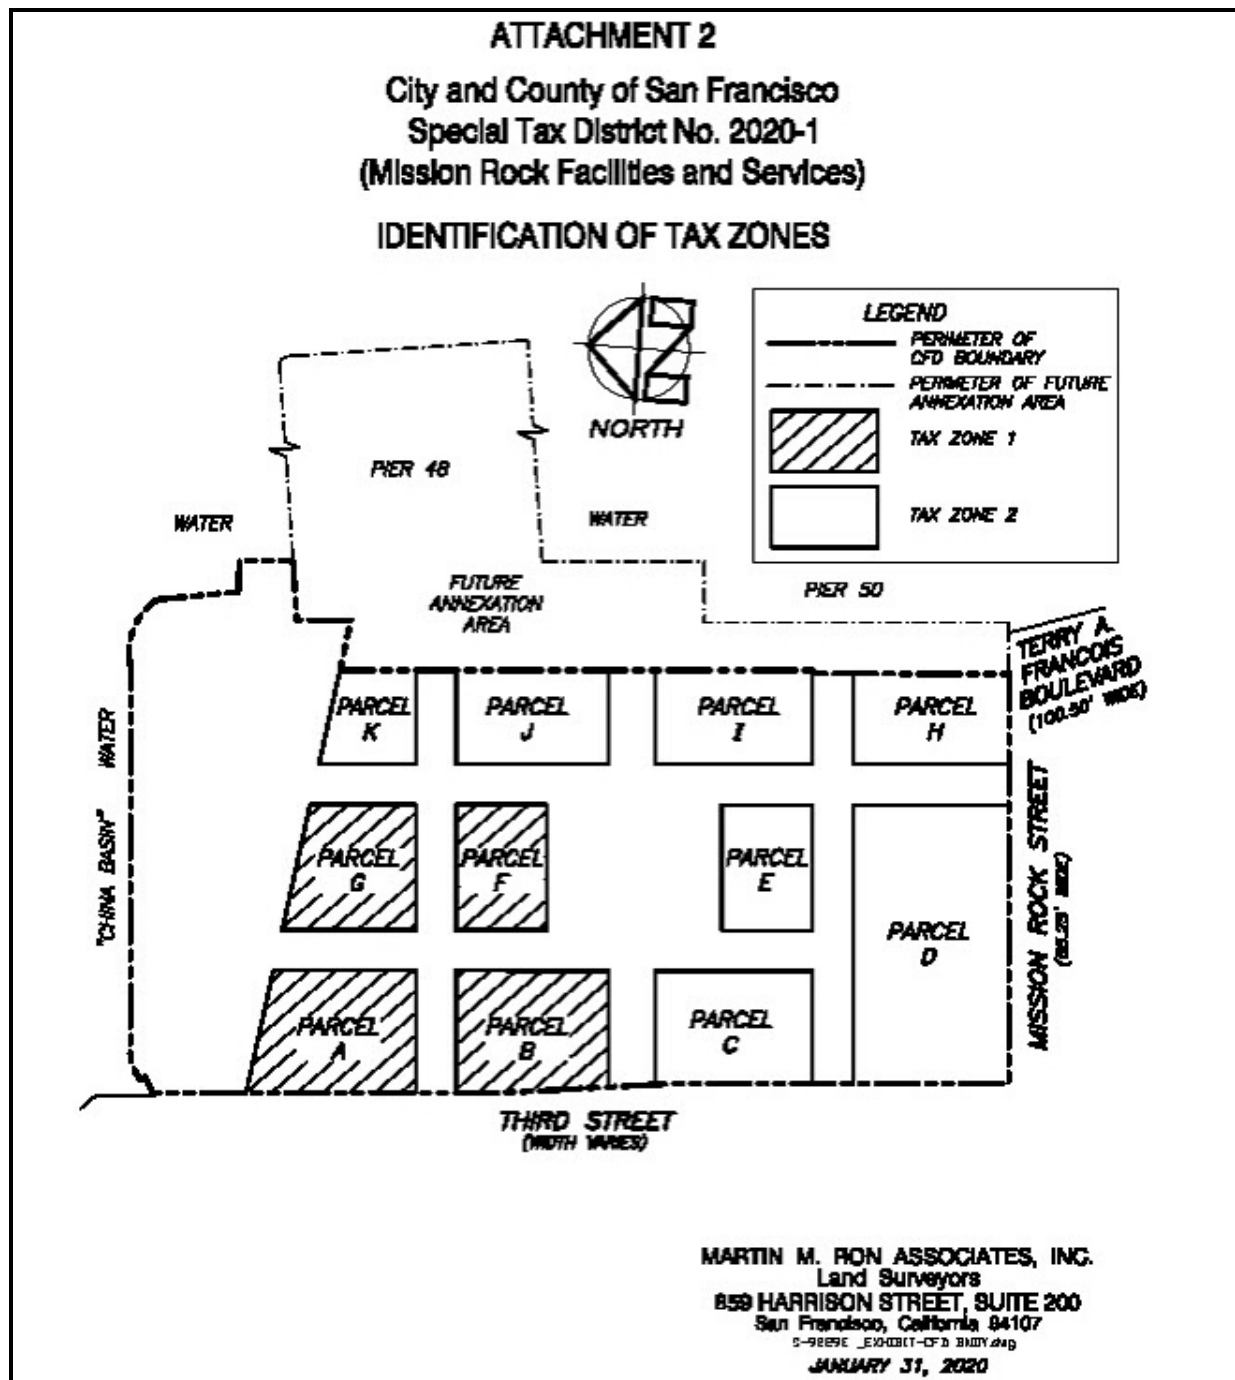 ATTACHMENT 2
City and County of San Francisco
Special Tax District No. 2020-1
(Mission Rock Facilities and Services)
IDENTIFICATION OF TAX ZONES
NORTH
LEGEND
PERIMETER OF
CFD BOUNDARY
PERIMETER OF FUTURE
ANNEXATION AREA
TAX ZONE 1
TAX ZONE 2
PIER 48
WATER
WATER
FUTURE
ANNEXATION
AREA
PIER 50
TERRY A.
FRANCOIS
BOULEVARD
(100.50' WIDE)
PARCEL
K
PARCEL
J
PARCEL
I
PARCEL
H
"CHINA BASIN" WATER
PARCEL
G
PARCEL
F
PARCEL
E
PARCEL
D
MISSION ROCK STREET
WIDE)
PARCEL
A
PARCEL
B
PARCEL
C
THIRD STREET
(WIDTH VARIES)
MARTIN M. RON ASSOCIATES, INC.
Land Surveyors
859 HARRISON STREET, SUITE 200
San Francisco, California 94107
JANUARY 31, 2020